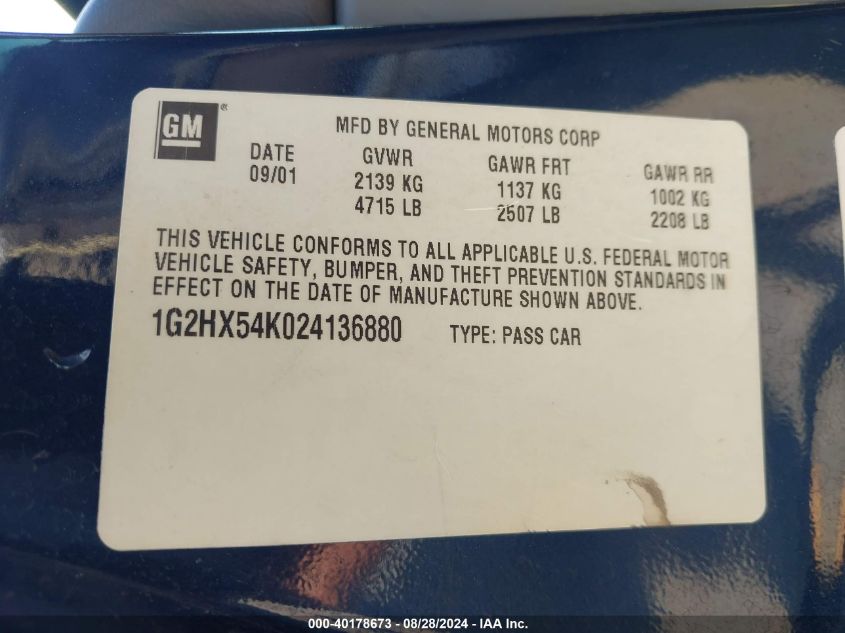 GM ®
MFD BY GENERAL MOTORS CORP
DATE GVWR GAWR FRT GAWR RR
09/01 2139 KG 1137 KG 1002 KG
4715 LB 2507 LB 2208 LB
THIS VEHICLE CONFORMS TO ALL APPLICABLE U.S. FEDERAL MOTOR
VEHICLE SAFETY, BUMPER, AND THEFT PREVENTION STANDARDS IN
EFFECT ON THE DATE OF MANUFACTURE SHOWN ABOVE.
1G2HX54K024136880 TYPE: PASS CAR
000-40178673 - 08/28/2024 - IAA Inc.